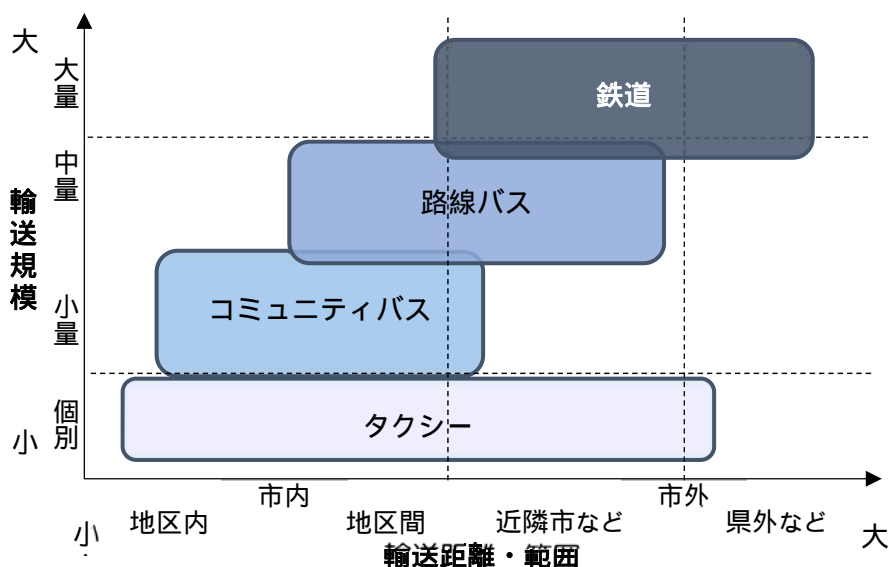 大
大量
中量
小量
個別
小
輸送規模
鉄道
路線バス
コミュニティバス
タクシー
市内
市外
地区内
地区間
近隣市など
県外など
小
大
輸送距離・範囲